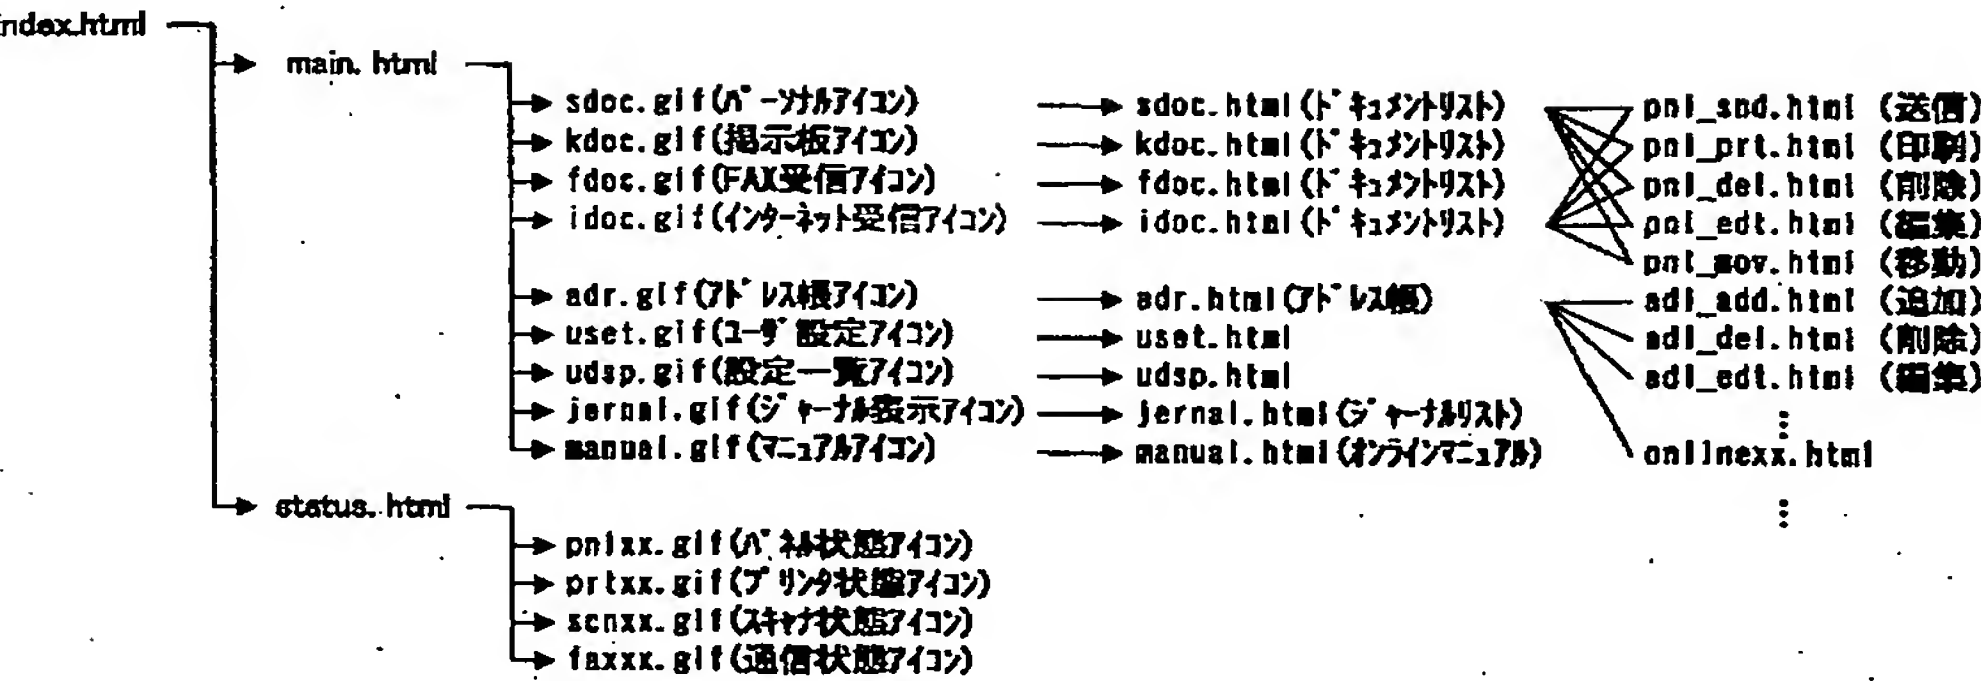 index.html
main.html
sdoc.gif(パーソナルアイコン) sdoc.html(ドキュメントリスト) pnl_snd.html (送信)
kdoc.gif(掲示板アイコン) kdoc.html(ドキュメントリスト) pnl_prt.html (印刷)
fdoc.gif(FAX受信アイコン) fdoc.html(ドキュメントリスト) pnl_del.html (削除)
idoc.gif(インターネット受信アイコン) idoc.html(ドキュメントリスト) pnl_edt.html (編集)
pnl_mov.html (移動)
adr.gif(アドレス帳アイコン) adr.html(アドレス帳) adl_add.html (追加)
uset.gif(ユーザ設定アイコン) uset.html adl_del.html (削除)
udsp.gif(設定一覧アイコン) udsp.html adl_edt.html (編集)
jernal.gif(ジャーナル表示アイコン) jernal.html(ジャーナルリスト)
manual.gif(マニュアルアイコン) manual.html(オンラインマニュアル) onlinexx.html
status.html
pnlxx.gif(パネル状態アイコン)
prtxx.gif(プリンタ状態アイコン)
scnxx.gif(スキャナ状態アイコン)
faxxx.gif(通信状態アイコン)